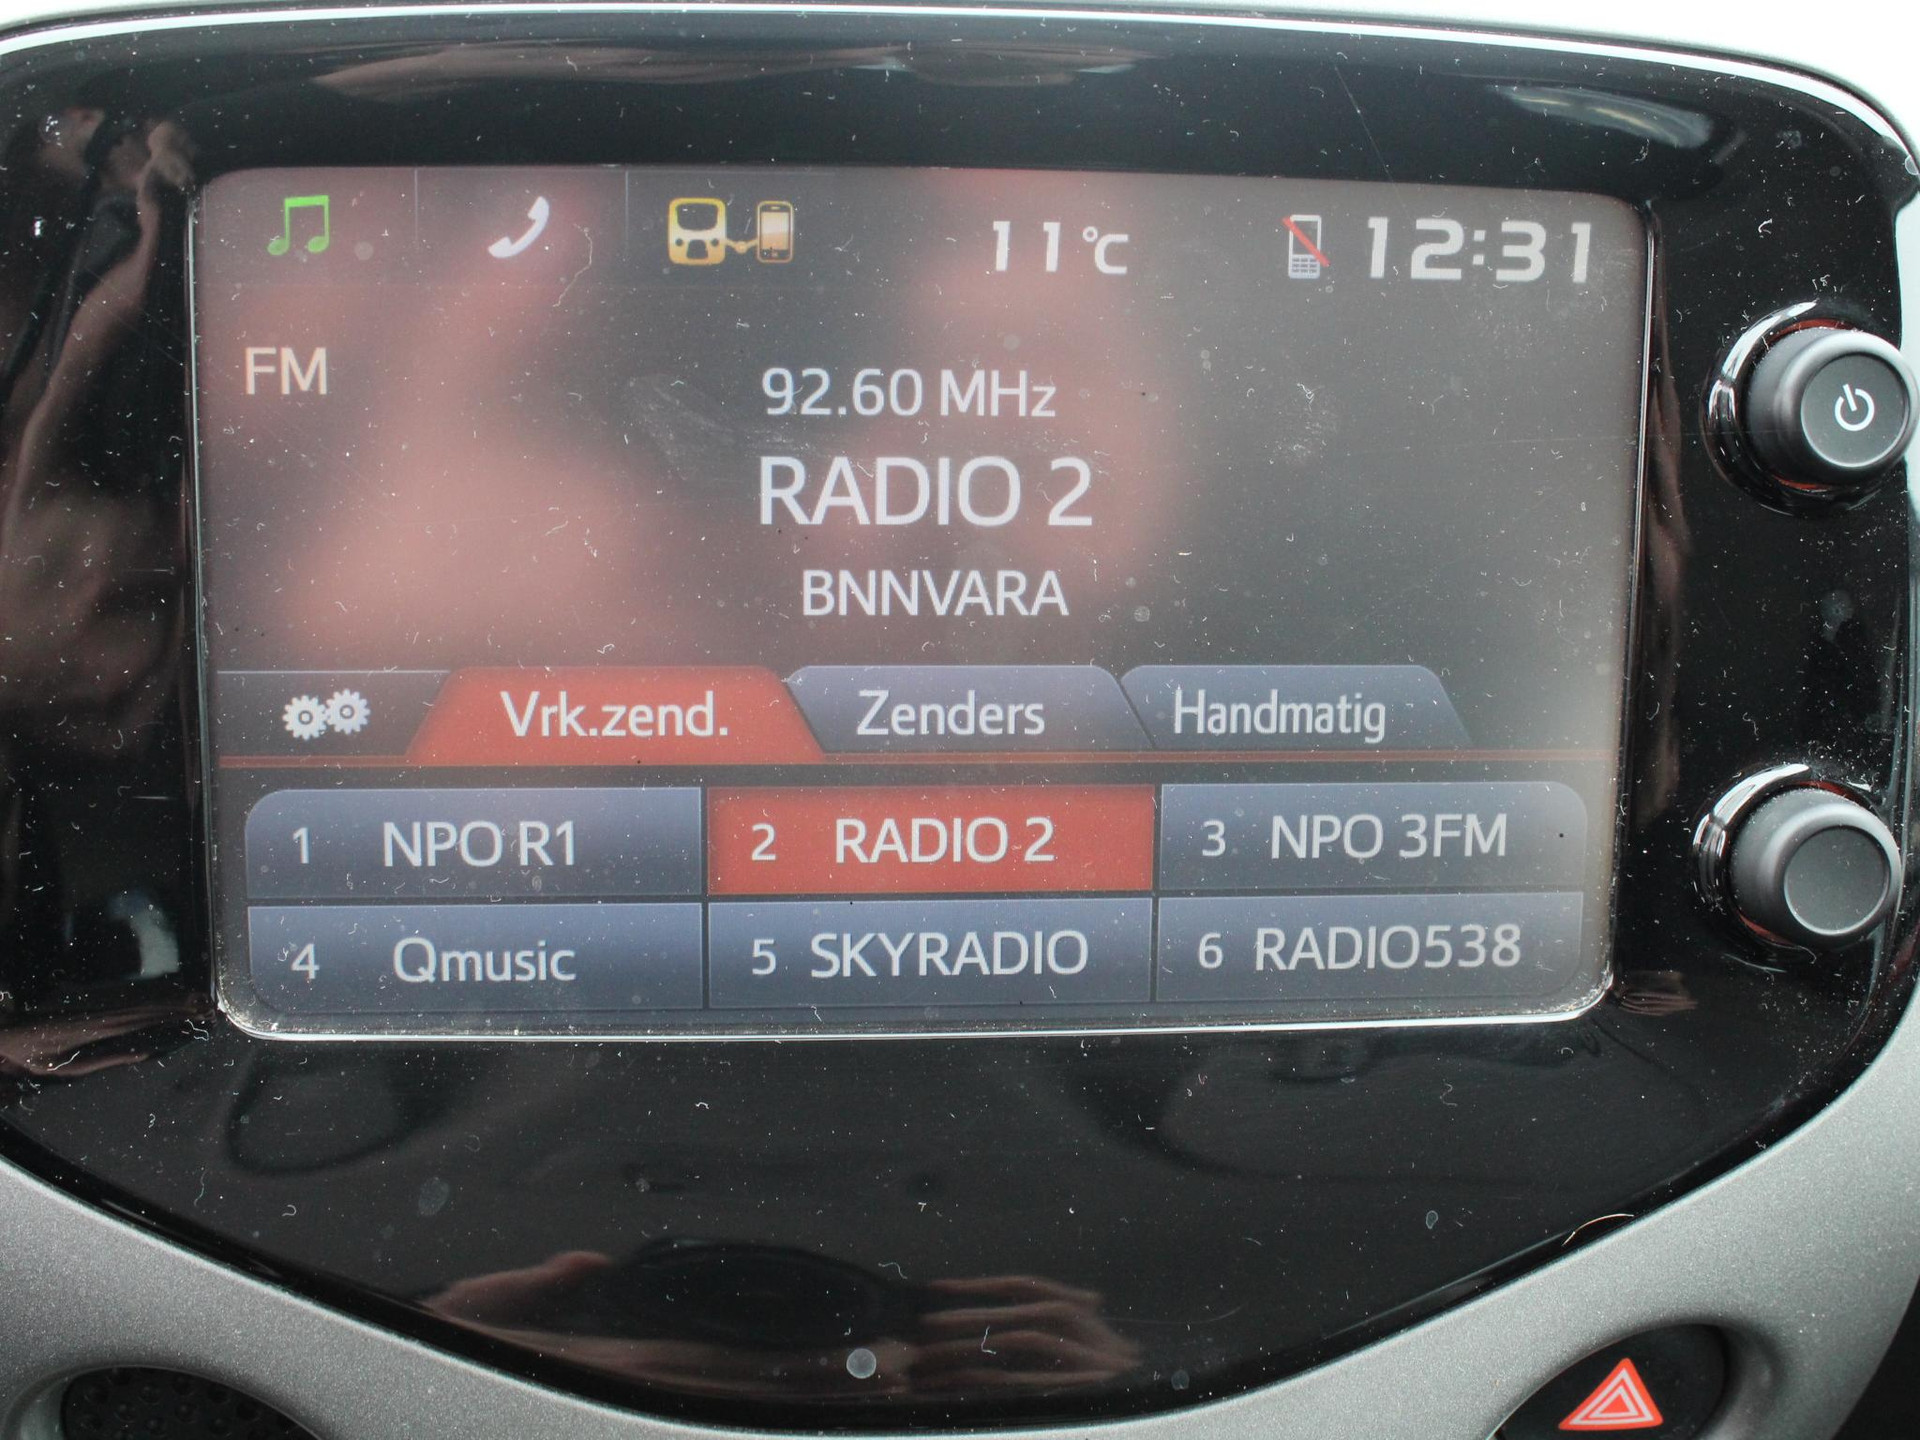 11°C 12:31
FM
92.60 MHz
RADIO 2
BNNVARA
Vrk.zend. Zenders Handmatig
1 NPO R1 2 RADIO 2 3 NPO 3FM
4 Qmusic 5 SKYRADIO 6 RADIO538